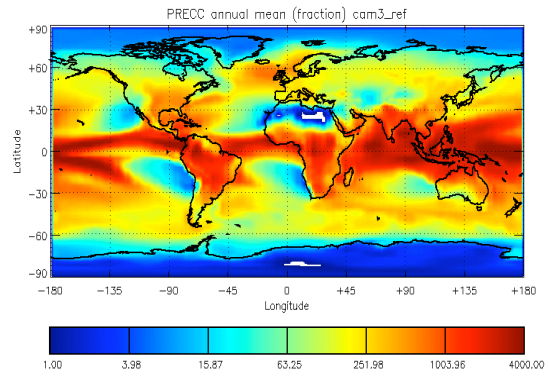 PRECC annual mean (fraction) cam3_ref
+90
+60
+30
0
−30
−60
−90
Latitude
−180 −135 −90 −45 0 +45 +90 +135 +180
Longitude
1.00 3.98 15.87 63.25 251.98 1003.96 4000.00